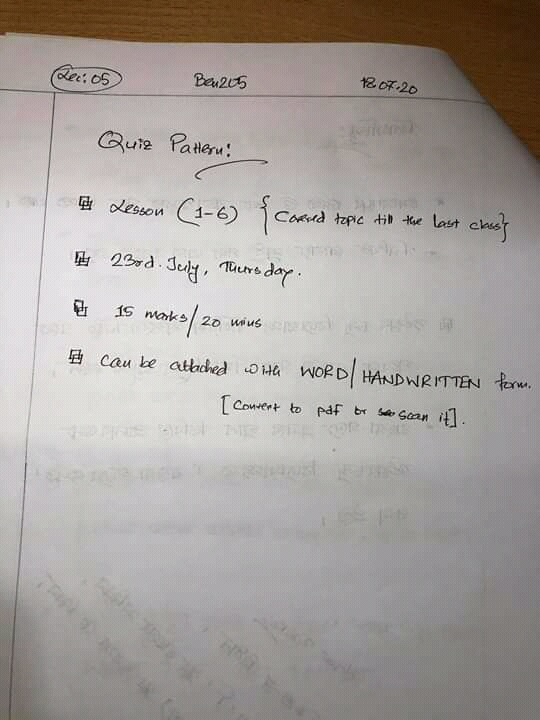 Lec: 05 Ben205 18.07.20
Quiz Pattern:
Lesson (1-6) {Covered topic till the last class}
23rd. July, Thursday.
15 marks/20 mins
Can be attached with WORD/HANDWRITTEN form.
[Convert to pdf or scan it].